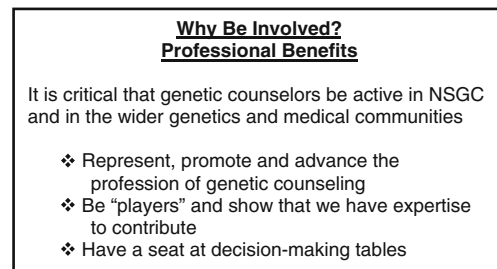 Why Be Involved?
Professional Benefits
It is critical that genetic counselors be active in NSGC
and in the wider genetics and medical communities
❖ Represent, promote and advance the
profession of genetic counseling
❖ Be “players” and show that we have expertise
to contribute
❖ Have a seat at decision-making tables